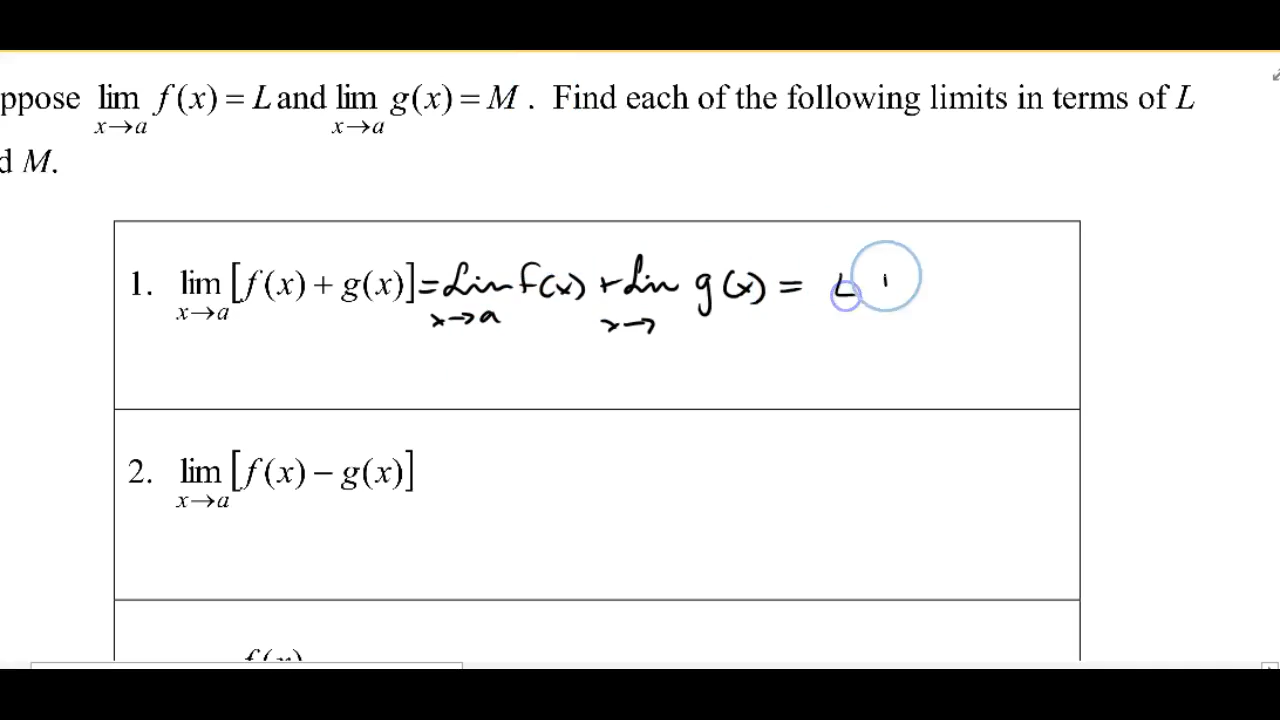 ppose lim x→a f(x) = L and lim x→a g(x) = M . Find each of the following limits in terms of L
d M.
1. lim x→a [f(x) + g(x)] = lim x→a f(x) + lim x→ g(x) = L
2. lim x→a [f(x) − g(x)]
f(x)